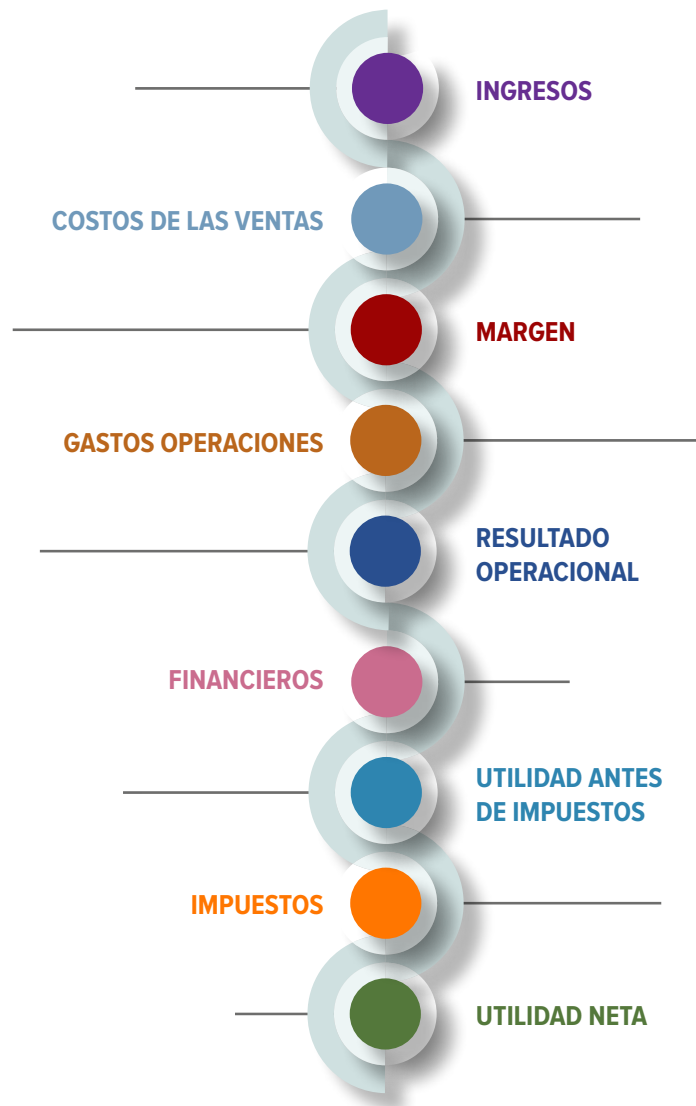 INGRESOS
COSTOS DE LAS VENTAS
MARGEN
GASTOS OPERACIONES
RESULTADO
OPERACIONAL
FINANCIEROS
UTILIDAD ANTES
DE IMPUESTOS
IMPUESTOS
UTILIDAD NETA